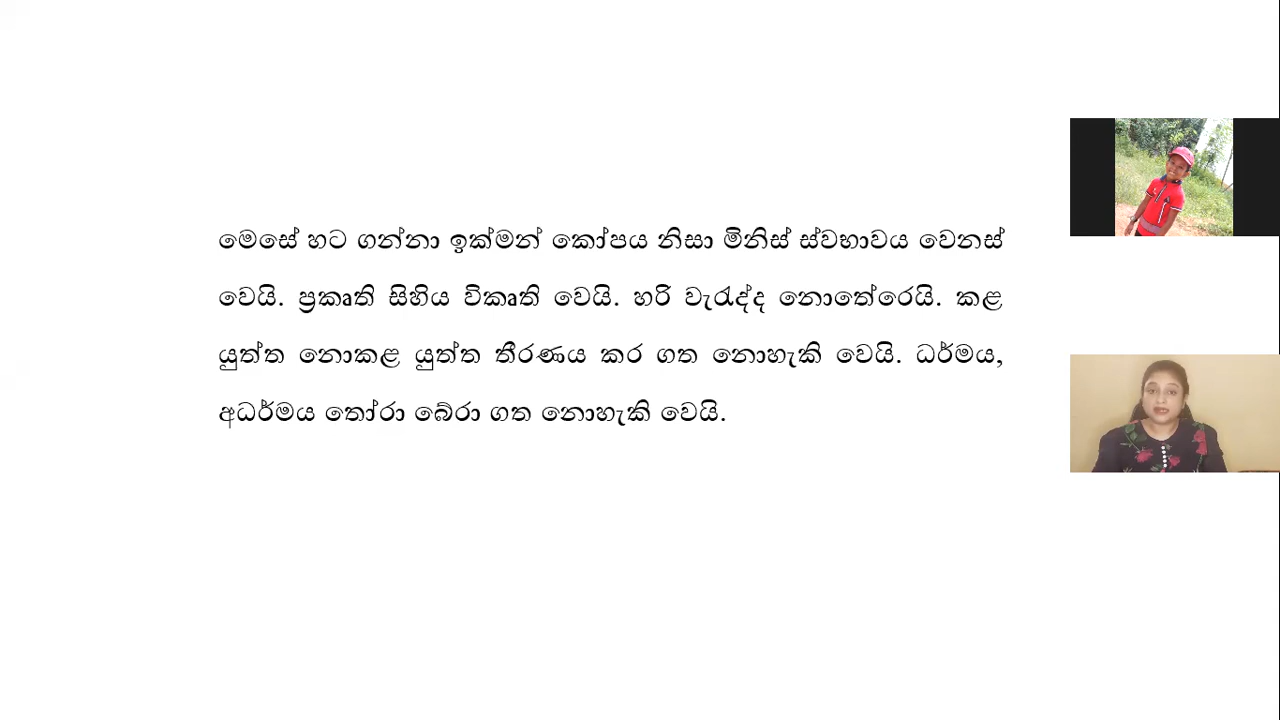 මෙසේ හට ගන්නා ඉක්මන් කෝපය නිසා මිනිස් ස්වභාවය වෙනස්
වෙයි. ප්‍රකෘති සිහිය විකෘති වෙයි. හරි වැරැද්ද නොතේරෙයි. කළ
යුත්ත නොකළ යුත්ත තීරණය කර ගත නොහැකි වෙයි. ධර්මය,
අධර්මය තෝරා බේරා ගත නොහැකි වෙයි.